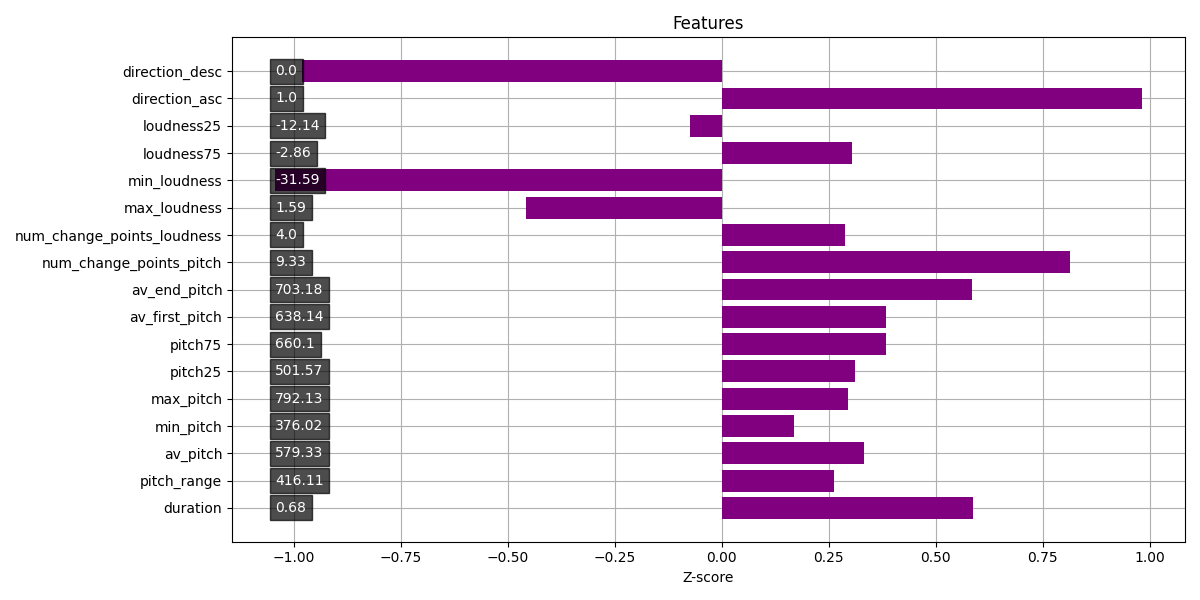 Features
direction_desc 0.0
direction_asc 1.0
loudness25 -12.14
loudness75 -2.86
min_loudness -31.59
max_loudness 1.59
num_change_points_loudness 4.0
num_change_points_pitch 9.33
av_end_pitch 703.18
av_first_pitch 638.14
pitch75 660.1
pitch25 501.57
max_pitch 792.13
min_pitch 376.02
av_pitch 579.33
pitch_range 416.11
duration 0.68
−1.00 −0.75 −0.50 −0.25 0.00 0.25 0.50 0.75 1.00
Z-score